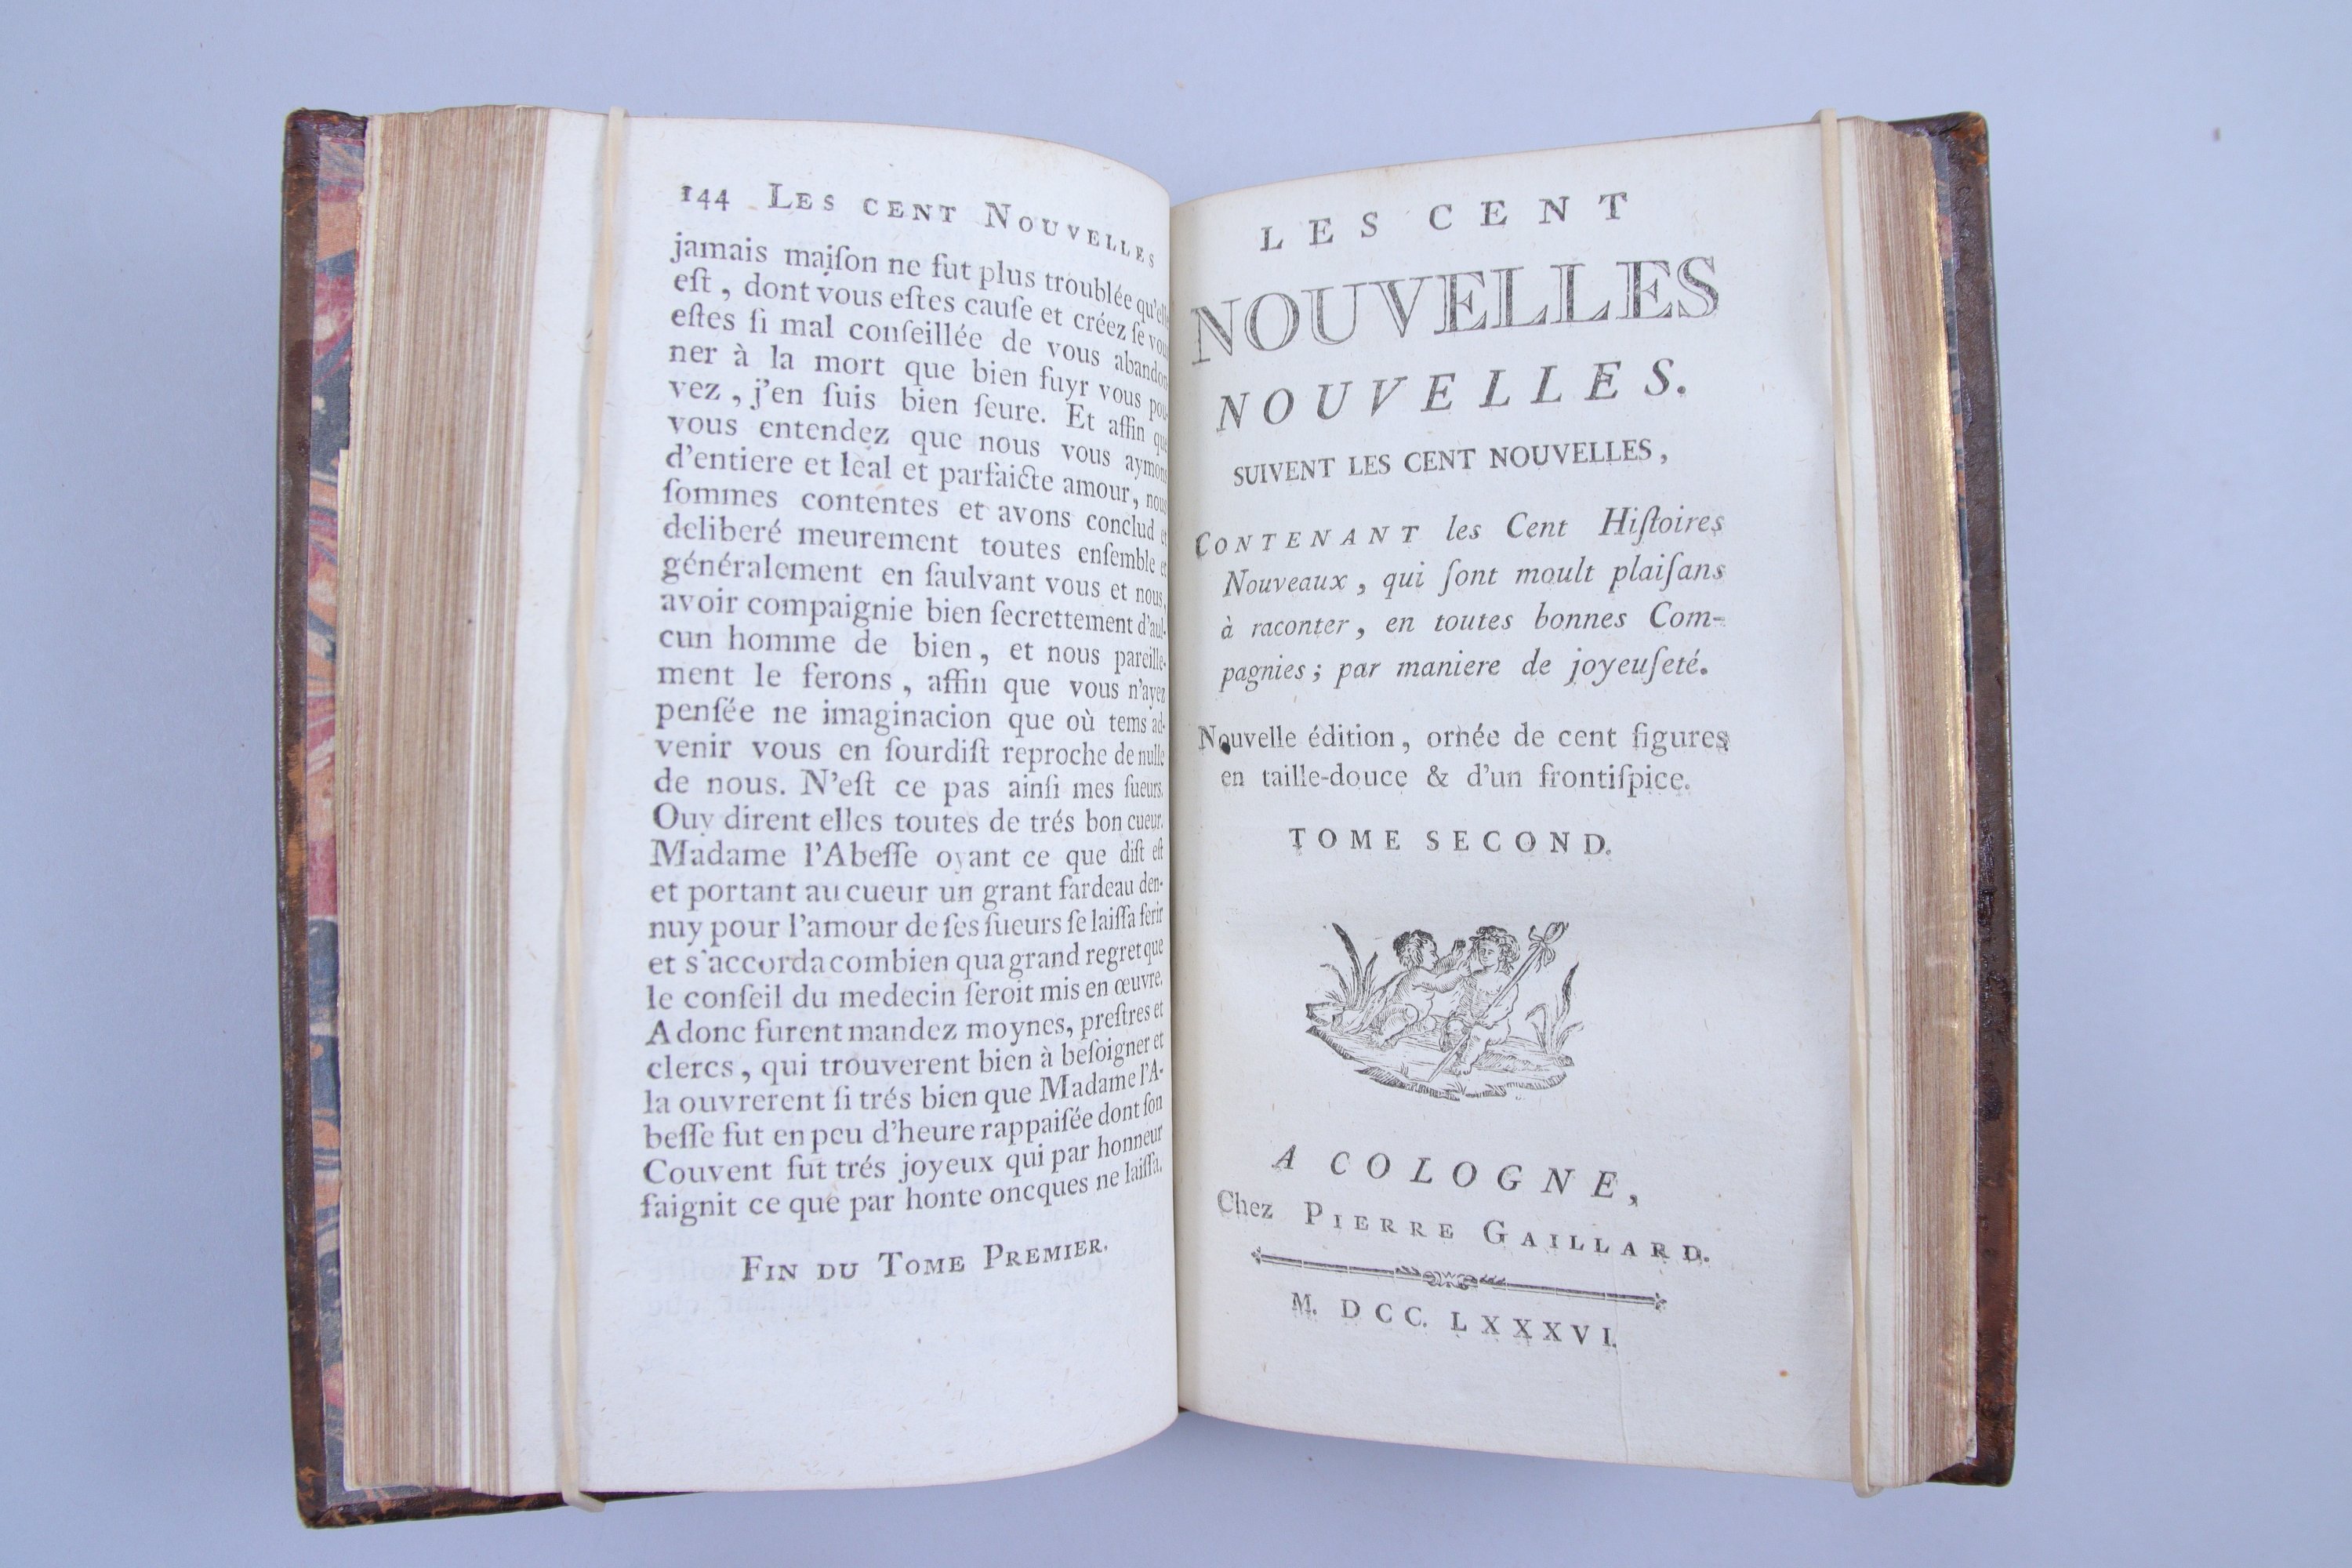 144 LES CENT NOUVELLES
jamais maiſon ne fut plus troublée qu'elle
eſt, dont vous eſtes cauſe et créez ſe vous
eſtes ſi mal conſeillée de vous abandon-
ner à la mort que bien fuyr vous pou-
vez, j'en ſuis bien ſeure. Et affin que
vous entendez que nous vous aymons
d'entiere et léal et parfaicte amour, nous
ſommes contentes et avons conclud et
deliberé meurement toutes enſemble et
généralement en ſaulvant vous et nous,
avoir compaignie bien ſecrettement d'aul-
cun homme de bien, et nous pareille-
ment le ferons, affin que vous n'ayez
penſée ne imaginacion que où tems ad-
venir vous en ſourdiſt reproche de nulle
de nous. N'eſt ce pas ainſi mes ſueurs.
Ouy dirent elles toutes de trés bon cueur.
Madame l'Abeſſe oyant ce que diſt eſt
et portant au cueur un grant fardeau den-
nuy pour l'amour de ſes ſueurs ſe laiſſa ferir
et s'accorda combien qua grand regret que
le conſeil du medecin ſeroit mis en œuvre.
Adonc furent mandez moynes, preſtres et
clercs, qui trouverent bien à beſoigner et
la ouvrerent ſi trés bien que Madame l'A-
beſſe fut en peu d'heure rappaiſée dont ſon
Couvent fut trés joyeux qui par honneur
faignit ce que par honte oncques ne laiſſa.
FIN DU TOME PREMIER.
LES CENT
NOUVELLES
NOUVELLES.
SUIVENT LES CENT NOUVELLES,
CONTENANT les Cent Hiſtoires
Nouveaux, qui ſont moult plaiſans
à raconter, en toutes bonnes Com-
pagnies; par maniere de joyeuſeté.
Nouvelle édition, ornée de cent figures
en taille-douce & d'un frontiſpice.
TOME SECOND.
A COLOGNE,
Chez PIERRE GAILLARD.
M. DCC. LXXXVI.